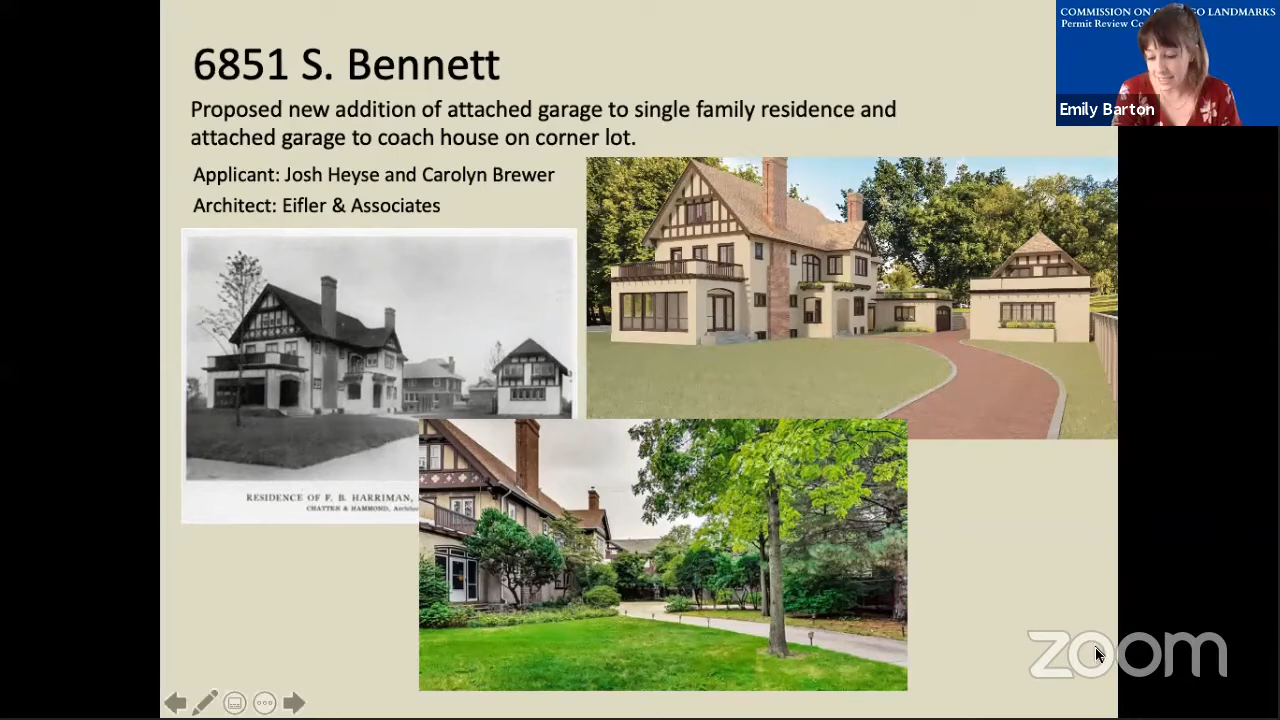 6851 S. Bennett
Proposed new addition of attached garage to single family residence and
attached garage to coach house on corner lot.
Applicant: Josh Heyse and Carolyn Brewer
Architect: Eifler & Associates
RESIDENCE OF F. B. HARRIMAN,
CHATTEN & HAMMOND,
COMMISSION ON LANDMARKS
Permit Review
Emily Barton
zoom